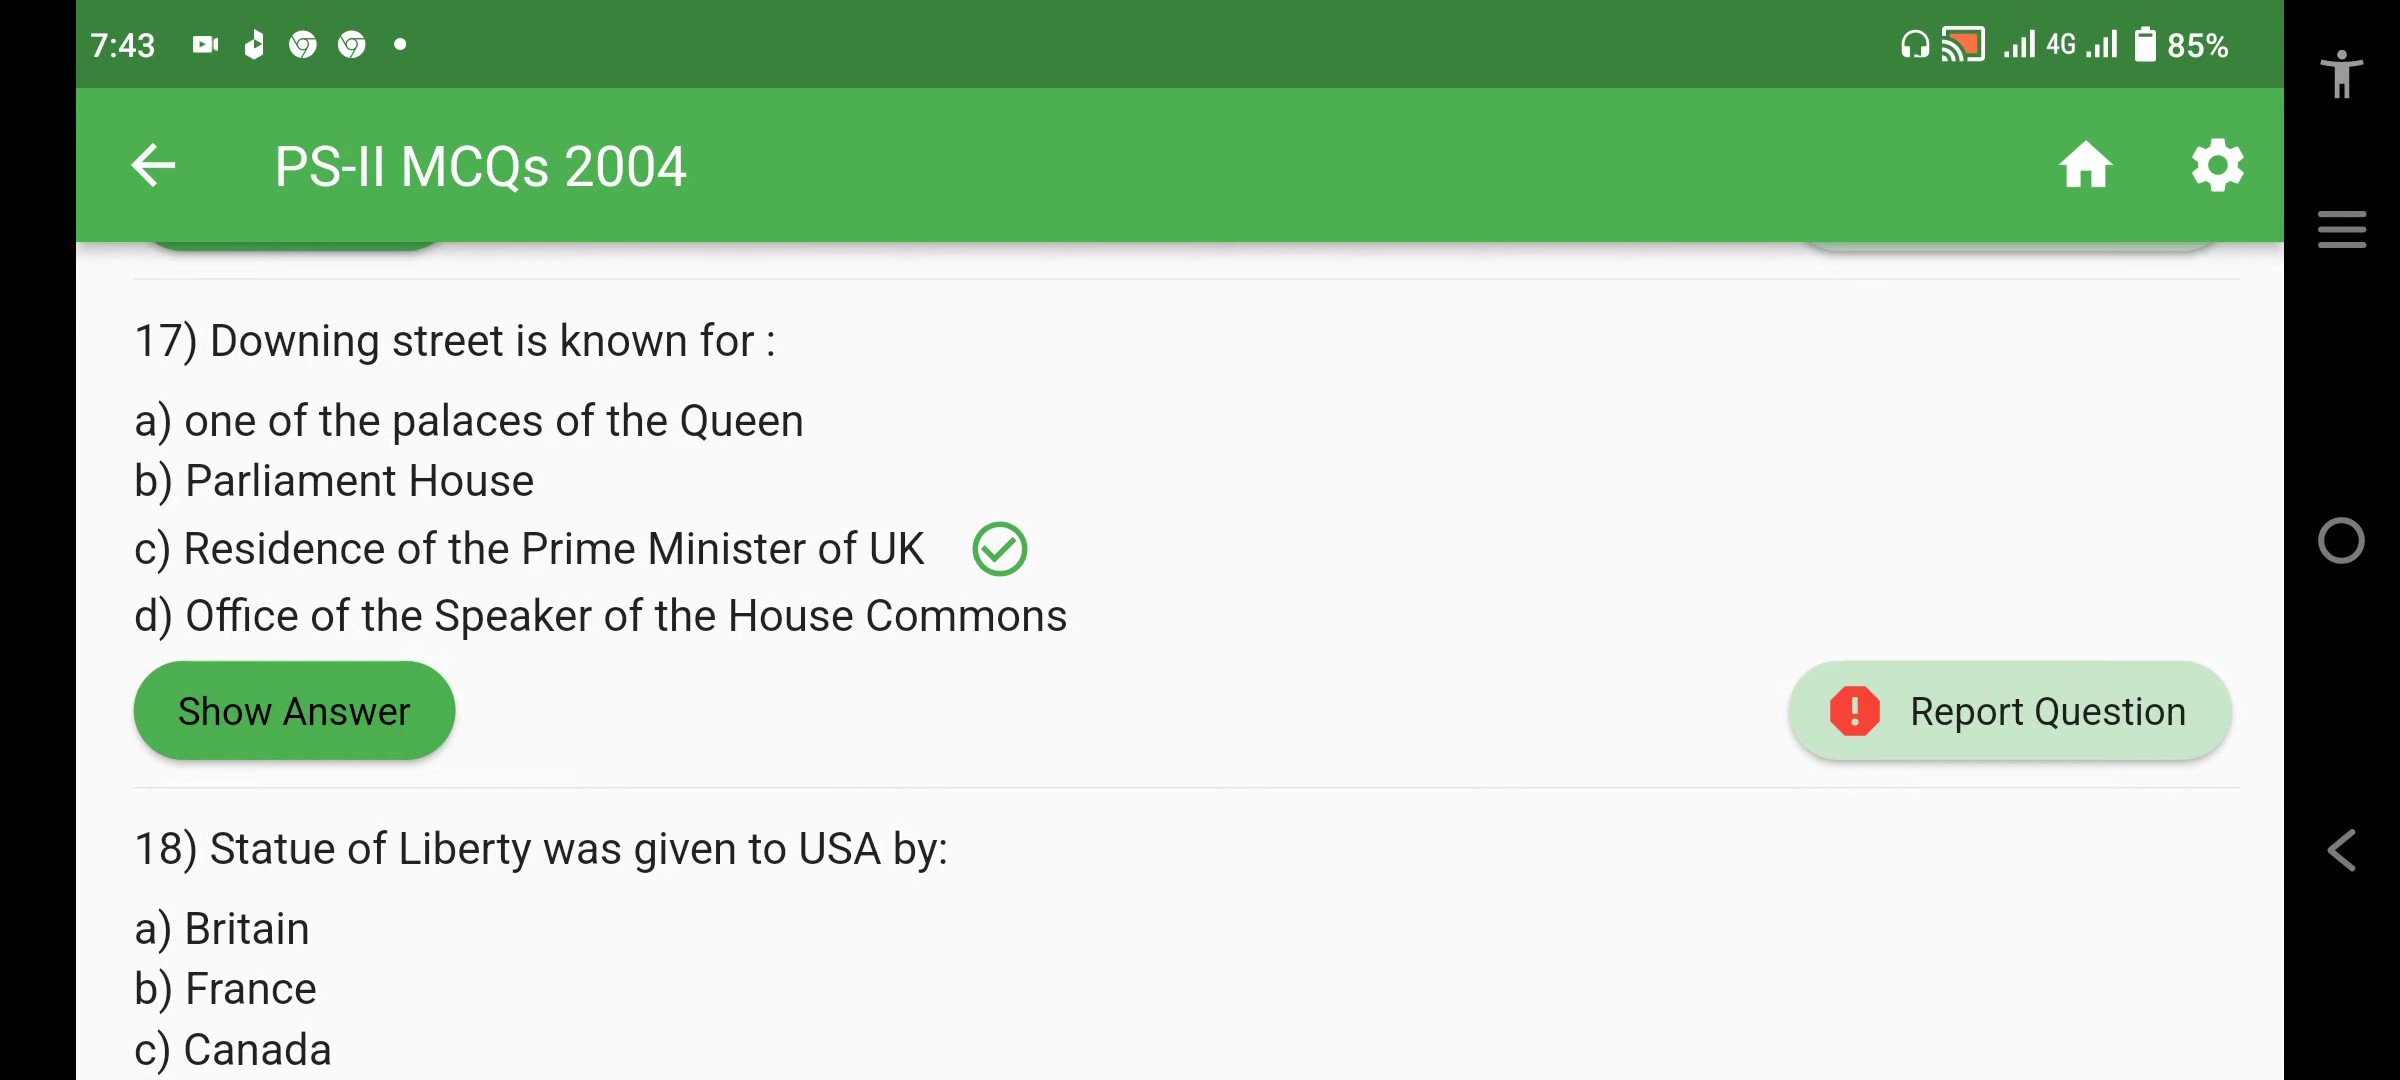 7:43
4G
85%
PS-II MCQs 2004
17) Downing street is known for :
a) one of the palaces of the Queen
b) Parliament House
c) Residence of the Prime Minister of UK
d) Office of the Speaker of the House Commons
Show Answer
Report Question
18) Statue of Liberty was given to USA by:
a) Britain
b) France
c) Canada